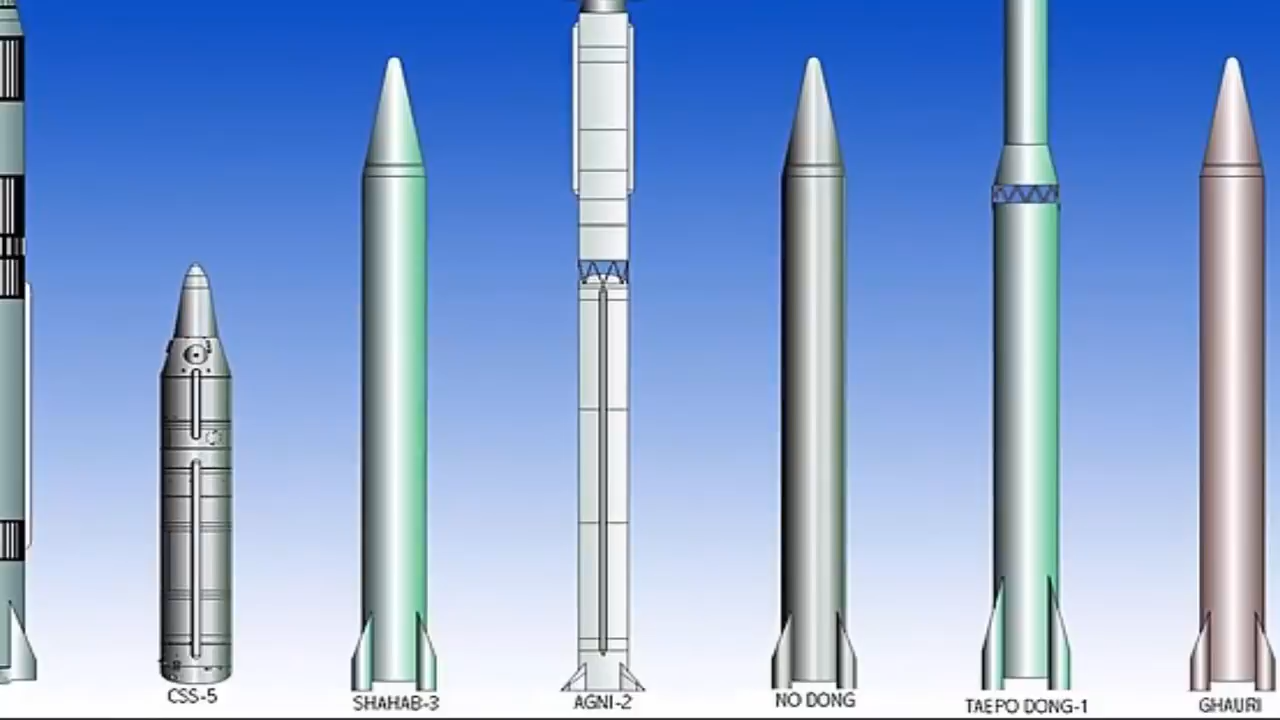 CSS-5
SHAHAB-3
AGNI-2
NO DONG
TAEPO DONG-1
GHAURI